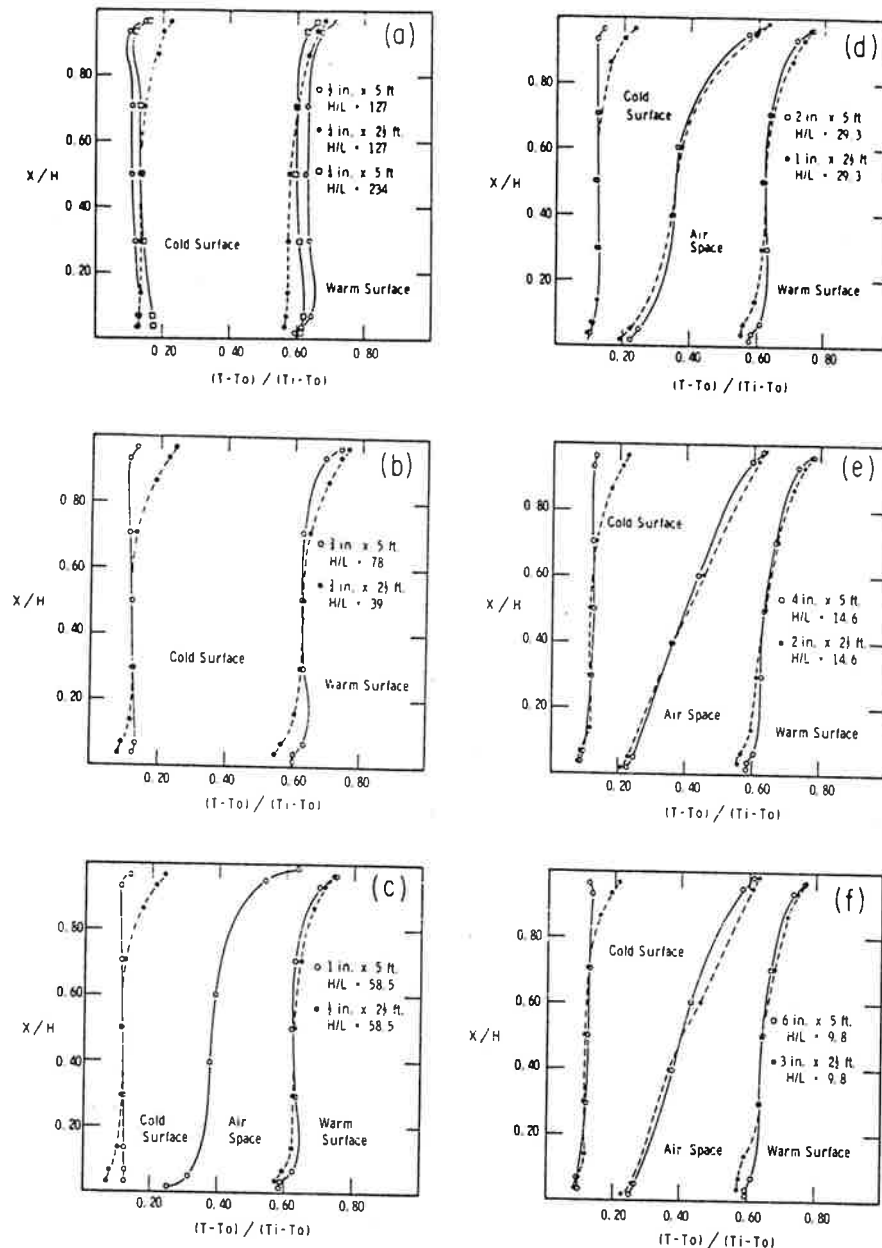 (a)
0.80
0.60
X/H
0.40
0.20
○ ½ in. x 5 ft
H/L = 127
• ¼ in. x 2½ ft
H/L = 127
□ ¼ in. x 5 ft
H/L = 234
Cold Surface
Warm Surface
0.20
0.40
0.60
0.80
(T-To) / (Ti-To)
(b)
0.80
0.60
X/H
0.40
0.20
○ ¾ in. x 5 ft.
H/L = 78
• ¾ in. x 2½ ft.
H/L = 39
Cold Surface
Warm Surface
0.20
0.40
0.60
0.80
(T-To) / (Ti-To)
(c)
0.80
0.60
X/H
0.40
0.20
○ 1 in. x 5 ft.
H/L = 58.5
• ½ in. x 2½ ft.
H/L = 58.5
Cold
Surface
Air
Space
Warm
Surface
0.20
0.40
0.60
0.80
(T-To) / (Ti-To)
(d)
0.80
0.60
X/H
0.40
0.20
Cold
Surface
○ 2 in. x 5 ft
H/L = 29.3
• 1 in. x 2½ ft
H/L = 29.3
Air
Space
Warm Surface
0.20
0.40
0.60
0.80
(T-To) / (Ti-To)
(e)
0.80
0.60
X/H
0.40
0.20
Cold Surface
○ 4 in. x 5 ft.
H/L = 14.6
• 2 in. x 2½ ft.
H/L = 14.6
Air Space
Warm Surface
0.20
0.40
0.60
0.80
(T-To) / (Ti-To)
(f)
0.80
0.60
X/H
0.40
0.20
Cold Surface
○ 6 in. x 5 ft.
H/L = 9.8
• 3 in. x 2½ ft.
H/L = 9.8
Air Space
Warm Surface
0.20
0.40
0.60
0.80
(T-To) / (Ti-To)